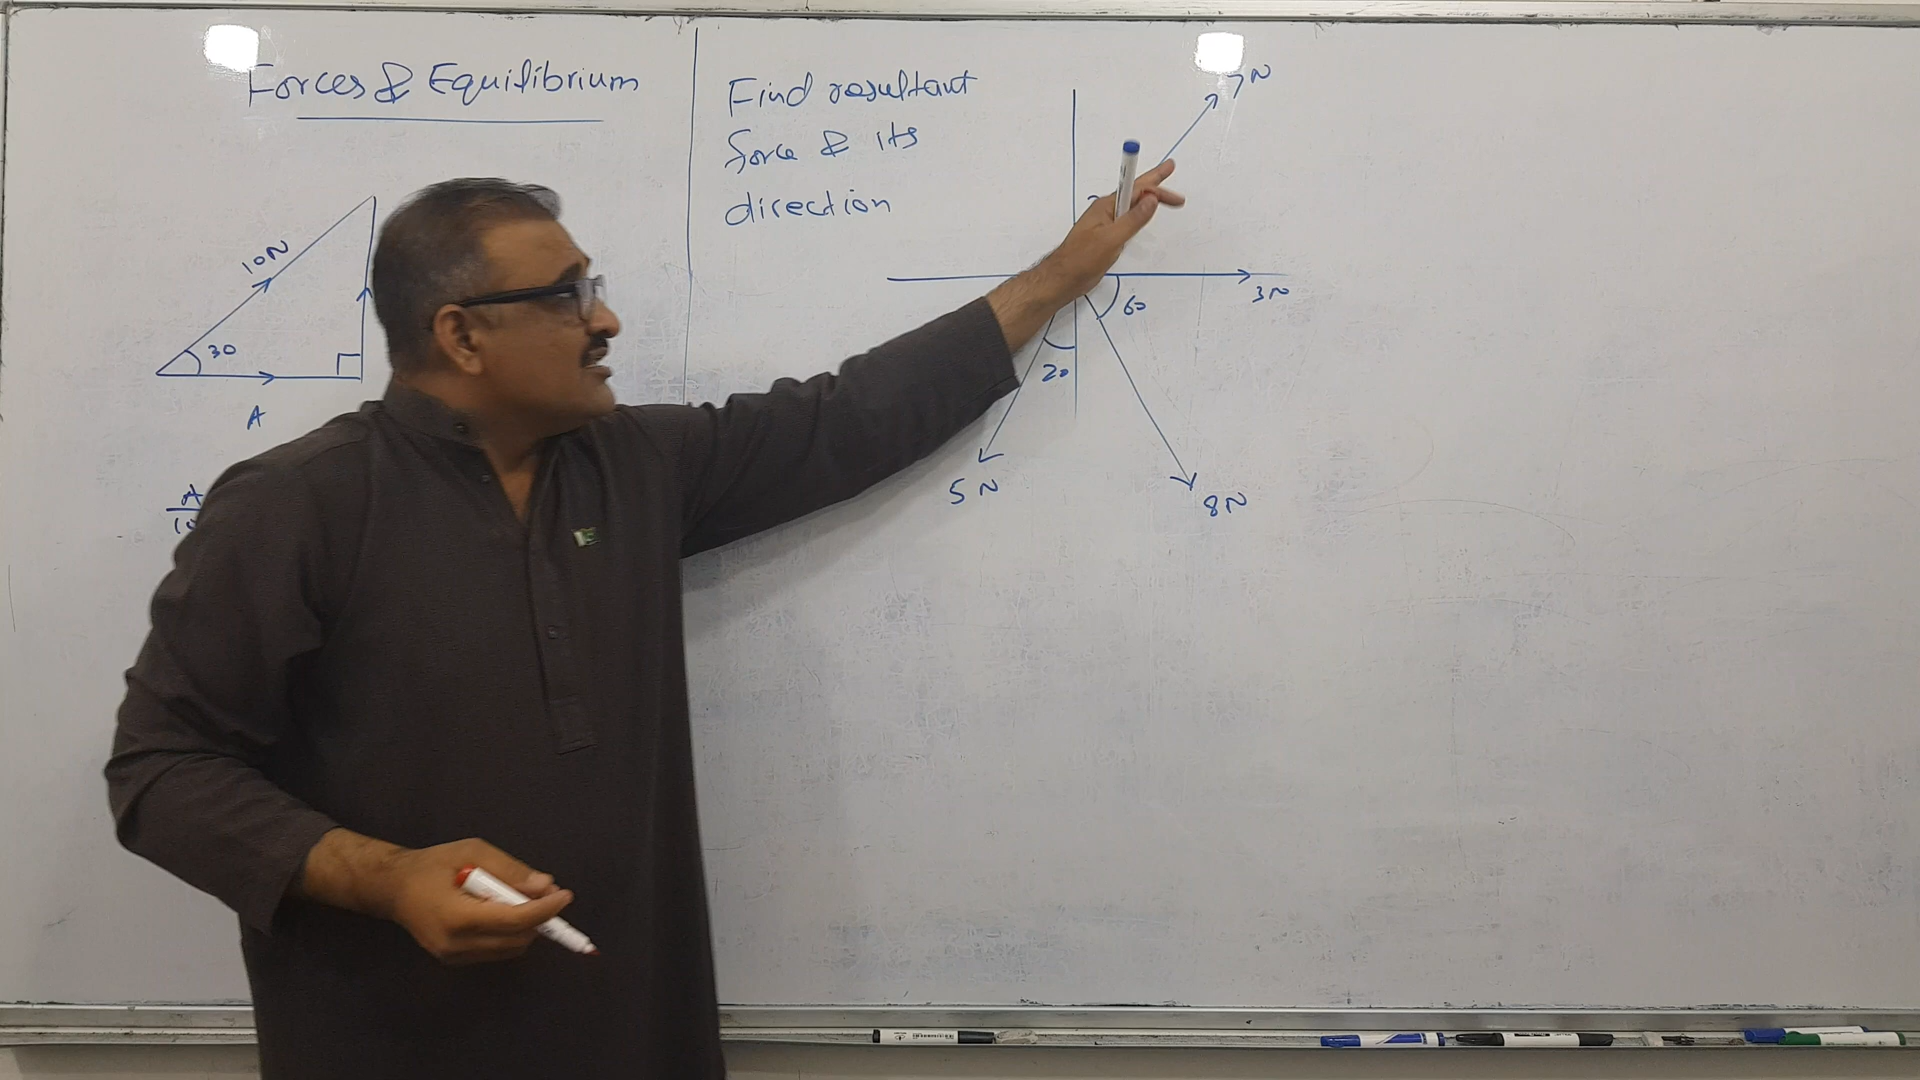 Forces & Equilibrium
10N
30
A
A
Find resultant
force & its
direction
7N
3N
60
20
5N
8N